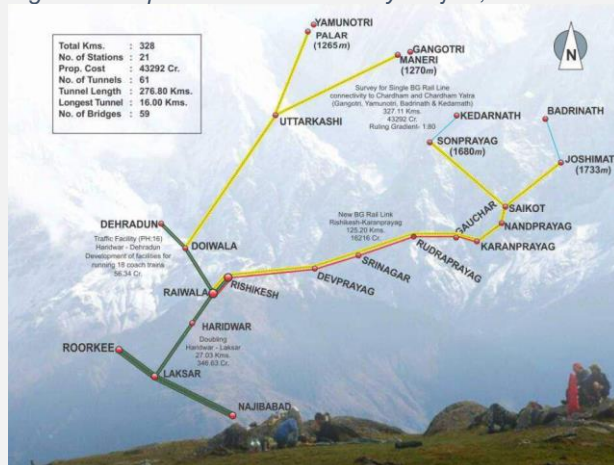 Total Kms. : 328
No. of Stations : 21
Prop. Cost : 43292 Cr.
No. of Tunnels : 61
Tunnel Length : 276.80 Kms.
Longest Tunnel : 16.00 Kms.
No. of Bridges : 59
YAMUNOTRI
PALAR
(1265m)
GANGOTRI
MANERI
(1270m)
N
Survey for Single BG Rail Line
connectivity to Chardham and Chardham Yatra
(Gangotri, Yamunotri, Badrinath & Kedarnath)
327.11 Kms.
43292 Cr.
Ruling Gradient- 1:80
UTTARKASHI
KEDARNATH
BADRINATH
SONPRAYAG
(1680m)
JOSHIMAT
(1733m)
SAIKOT
NANDPRAYAG
GAUCHAR
KARANPRAYAG
New BG Rail Link
Rishikesh-Karanprayag
125.20 Kms.
16216 Cr.
RUDRAPRAYAG
SRINAGAR
DEVPRAYAG
DEHRADUN
DOIWALA
Traffic Facility (PH:16)
Haridwar - Dehradun
Development of facilities for
running 18 coach trains
56.34 Cr.
RAIWALA
RISHIKESH
HARIDWAR
Doubling
Haridwar - Laksar
27.03 Kms.
346.63 Cr.
ROORKEE
LAKSAR
NAJIBABAD